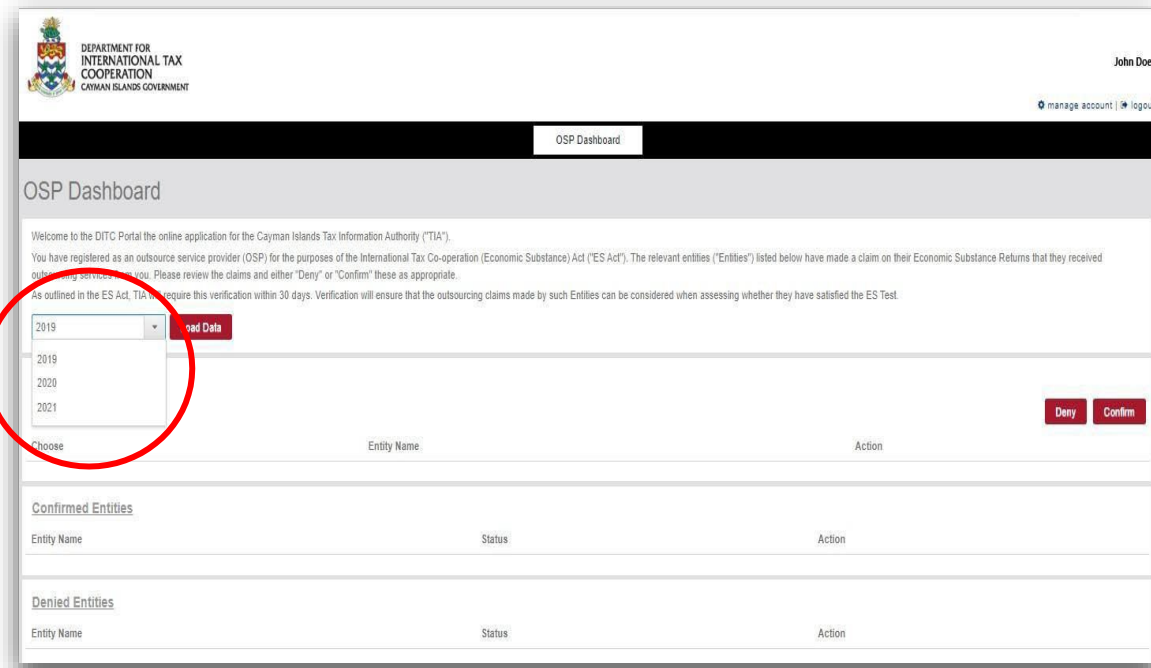 DEPARTMENT FOR
INTERNATIONAL TAX
COOPERATION
CAYMAN ISLANDS GOVERNMENT
John Doe
manage account | logou
OSP Dashboard
OSP Dashboard
Welcome to the DITC Portal the online application for the Cayman Islands Tax Information Authority ("TIA").
You have registered as an outsource service provider (OSP) for the purposes of the International Tax Co-operation (Economic Substance) Act ("ES Act"). The relevant entities ("Entities") listed below have made a claim on their Economic Substance Returns that they received
outsourcing services from you. Please review the claims and either "Deny" or "Confirm" these as appropriate.
As outlined in the ES Act, TIA will require this verification within 30 days. Verification will ensure that the outsourcing claims made by such Entities can be considered when assessing whether they have satisfied the ES Test.
2019 Load Data
2019
2020
2021
Deny Confirm
Choose Entity Name Action
Confirmed Entities
Entity Name Status Action
Denied Entities
Entity Name Status Action